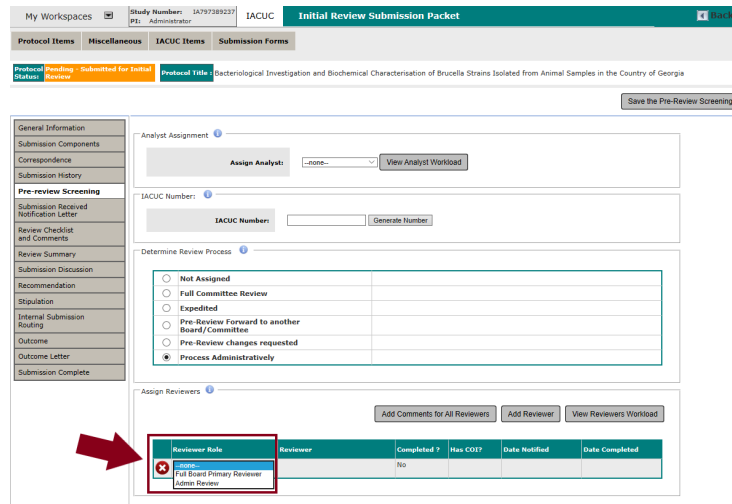 My Workspaces
Study Number: IA797389237
PI: Administrator
IACUC
Initial Review Submission Packet
Back
Protocol Items
Miscellaneous
IACUC Items
Submission Forms
Protocol Status:
Pending - Submitted for Initial Review
Protocol Title :
Bacteriological Investigation and Biochemical Characterisation of Brucella Strains Isolated from Animal Samples in the Country of Georgia
Save the Pre-Review Screening
General Information
Submission Components
Correspondence
Submission History
Pre-review Screening
Submission Received
Notification Letter
Review Checklist
and Comments
Review Summary
Submission Discussion
Recommendation
Stipulation
Internal Submission
Routing
Outcome
Outcome Letter
Submission Complete
Analyst Assignment
Assign Analyst:
--none--
View Analyst Workload
IACUC Number:
IACUC Number:
Generate Number
Determine Review Process
Not Assigned
Full Committee Review
Expedited
Pre-Review Forward to another
Board/Committee
Pre-Review changes requested
Process Administratively
Assign Reviewers
Add Comments for All Reviewers
Add Reviewer
View Reviewers Workload
Reviewer Role
Reviewer
Completed ?
Has COI?
Date Notified
Date Completed
--none--
Full Board Primary Reviewer
Admin Review
No